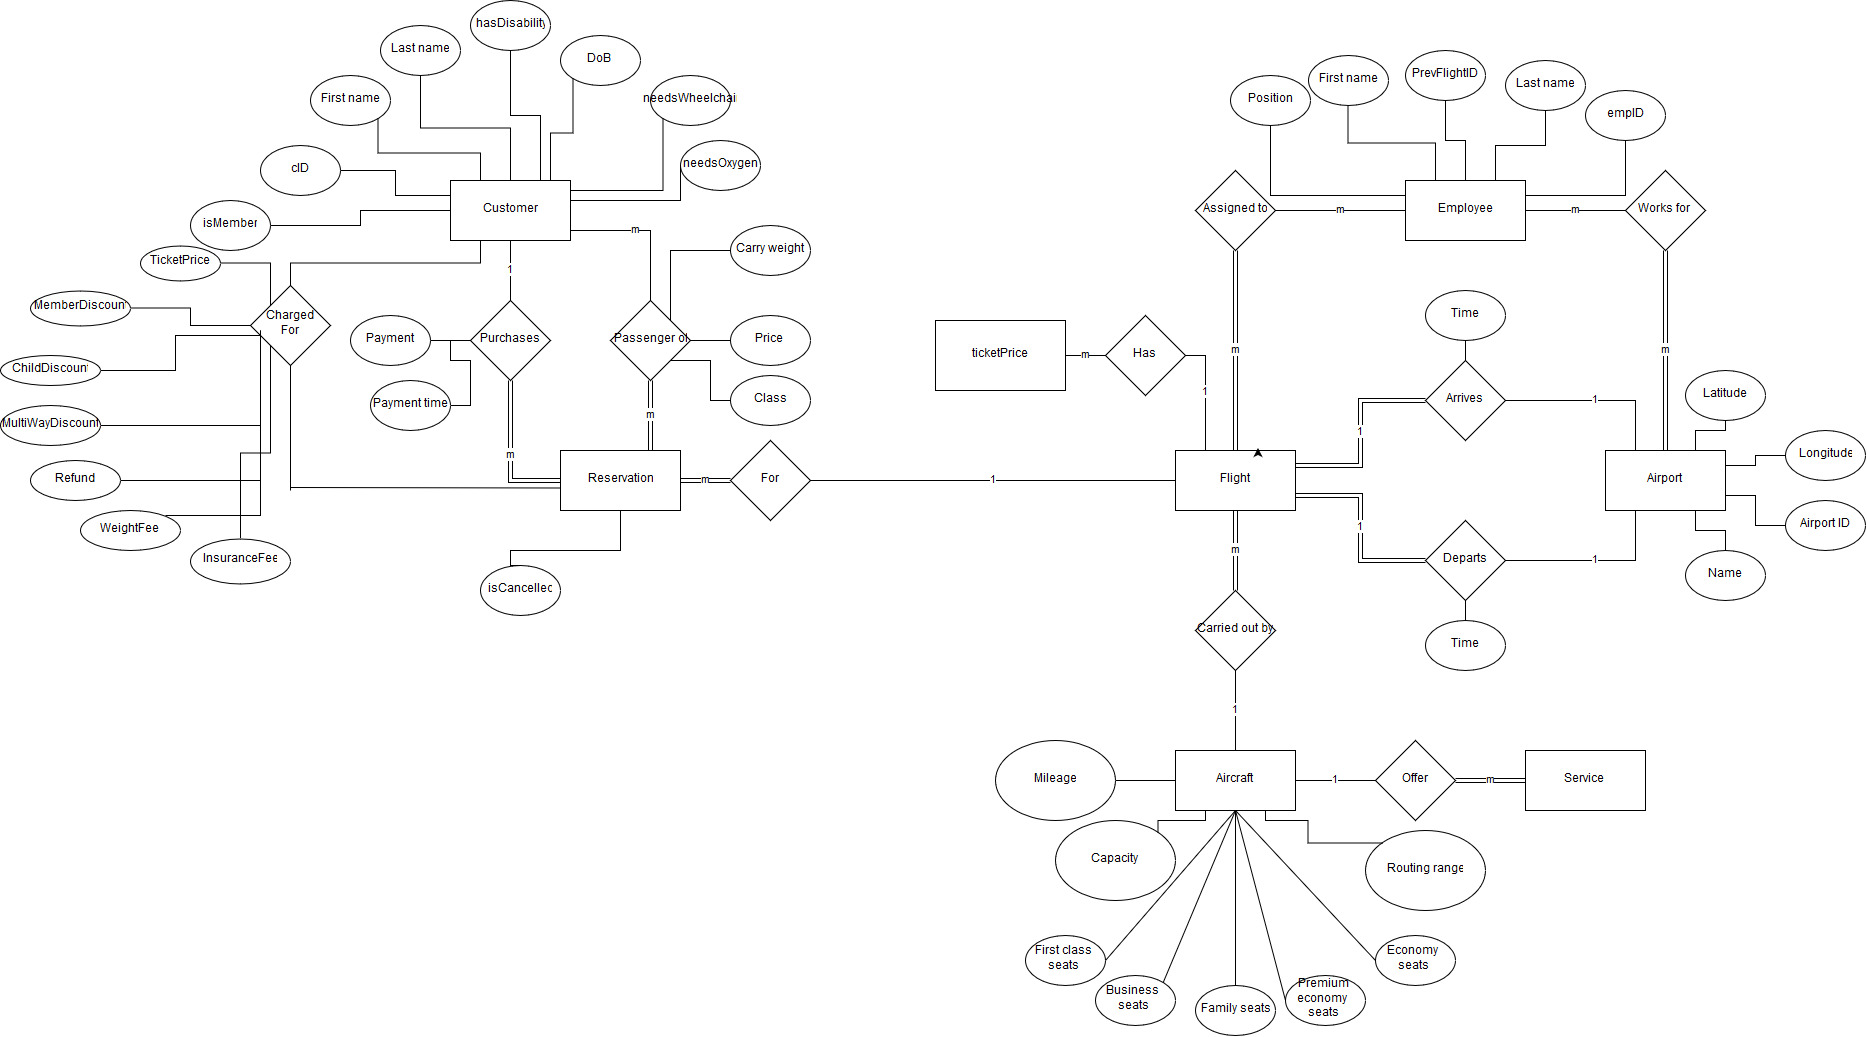 hasDisability
Last name
DoB
First name
needsWheelchai
cID
needsOxygen
isMember
Customer
TicketPrice
m
Carry weight
1
MemberDiscount
Charged
For
Payment
Purchases
Passenger of
Price
ChildDiscount
Payment time
Class
MultiWayDiscount
m
m
Refund
Reservation
m
For
1
WeightFee
InsuranceFee
isCancelled
Position
First name
PrevFlightID
Last name
empID
Assigned to
m
Employee
m
Works for
Time
ticketPrice
m
Has
m
m
1
Arrives
1
Latitude
1
Longitude
Flight
Airport
1
Airport ID
m
Departs
1
Name
Carried out by
Time
1
Mileage
Aircraft
1
Offer
m
Service
Capacity
Routing range
First class
seats
Economy
seats
Business
seats
Family seats
Premium
economy
seats